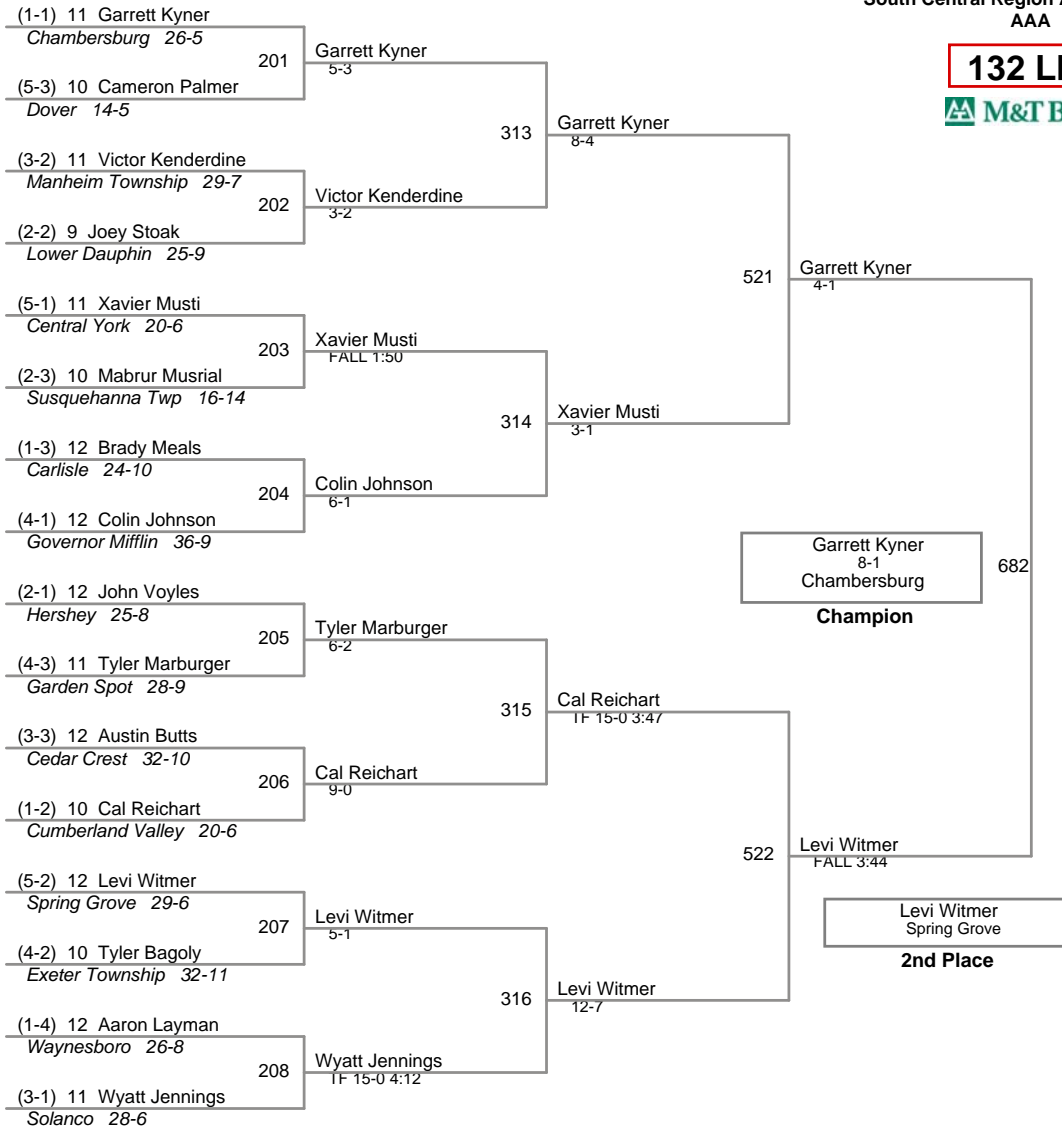 South Central Region
AAA
132
M&T
(1-1) 11 Garrett Kyner
Chambersburg 26-5
201
Garrett Kyner
5-3
(5-3) 10 Cameron Palmer
Dover 14-5
313
Garrett Kyner
8-4
(3-2) 11 Victor Kenderdine
Manheim Township 29-7
202
Victor Kenderdine
3-2
(2-2) 9 Joey Stoak
Lower Dauphin 25-9
521
Garrett Kyner
4-1
(5-1) 11 Xavier Musti
Central York 20-6
203
Xavier Musti
FALL 1:50
(2-3) 10 Mabrur Musrial
Susquehanna Twp 16-14
314
Xavier Musti
3-1
(1-3) 12 Brady Meals
Carlisle 24-10
204
Colin Johnson
6-1
(4-1) 12 Colin Johnson
Governor Mifflin 36-9
Garrett Kyner
8-1
Chambersburg
682
Champion
(2-1) 12 John Voyles
Hershey 25-8
205
Tyler Marburger
6-2
(4-3) 11 Tyler Marburger
Garden Spot 28-9
315
Cal Reichart
TF 15-0 3:47
(3-3) 12 Austin Butts
Cedar Crest 32-10
206
Cal Reichart
9-0
(1-2) 10 Cal Reichart
Cumberland Valley 20-6
522
Levi Witmer
FALL 3:44
(5-2) 12 Levi Witmer
Spring Grove 29-6
207
Levi Witmer
5-1
Levi Witmer
Spring Grove
2nd Place
(4-2) 10 Tyler Bagoly
Exeter Township 32-11
316
Levi Witmer
12-7
(1-4) 12 Aaron Layman
Waynesboro 26-8
208
Wyatt Jennings
TF 15-0 4:12
(3-1) 11 Wyatt Jennings
Solanco 28-6